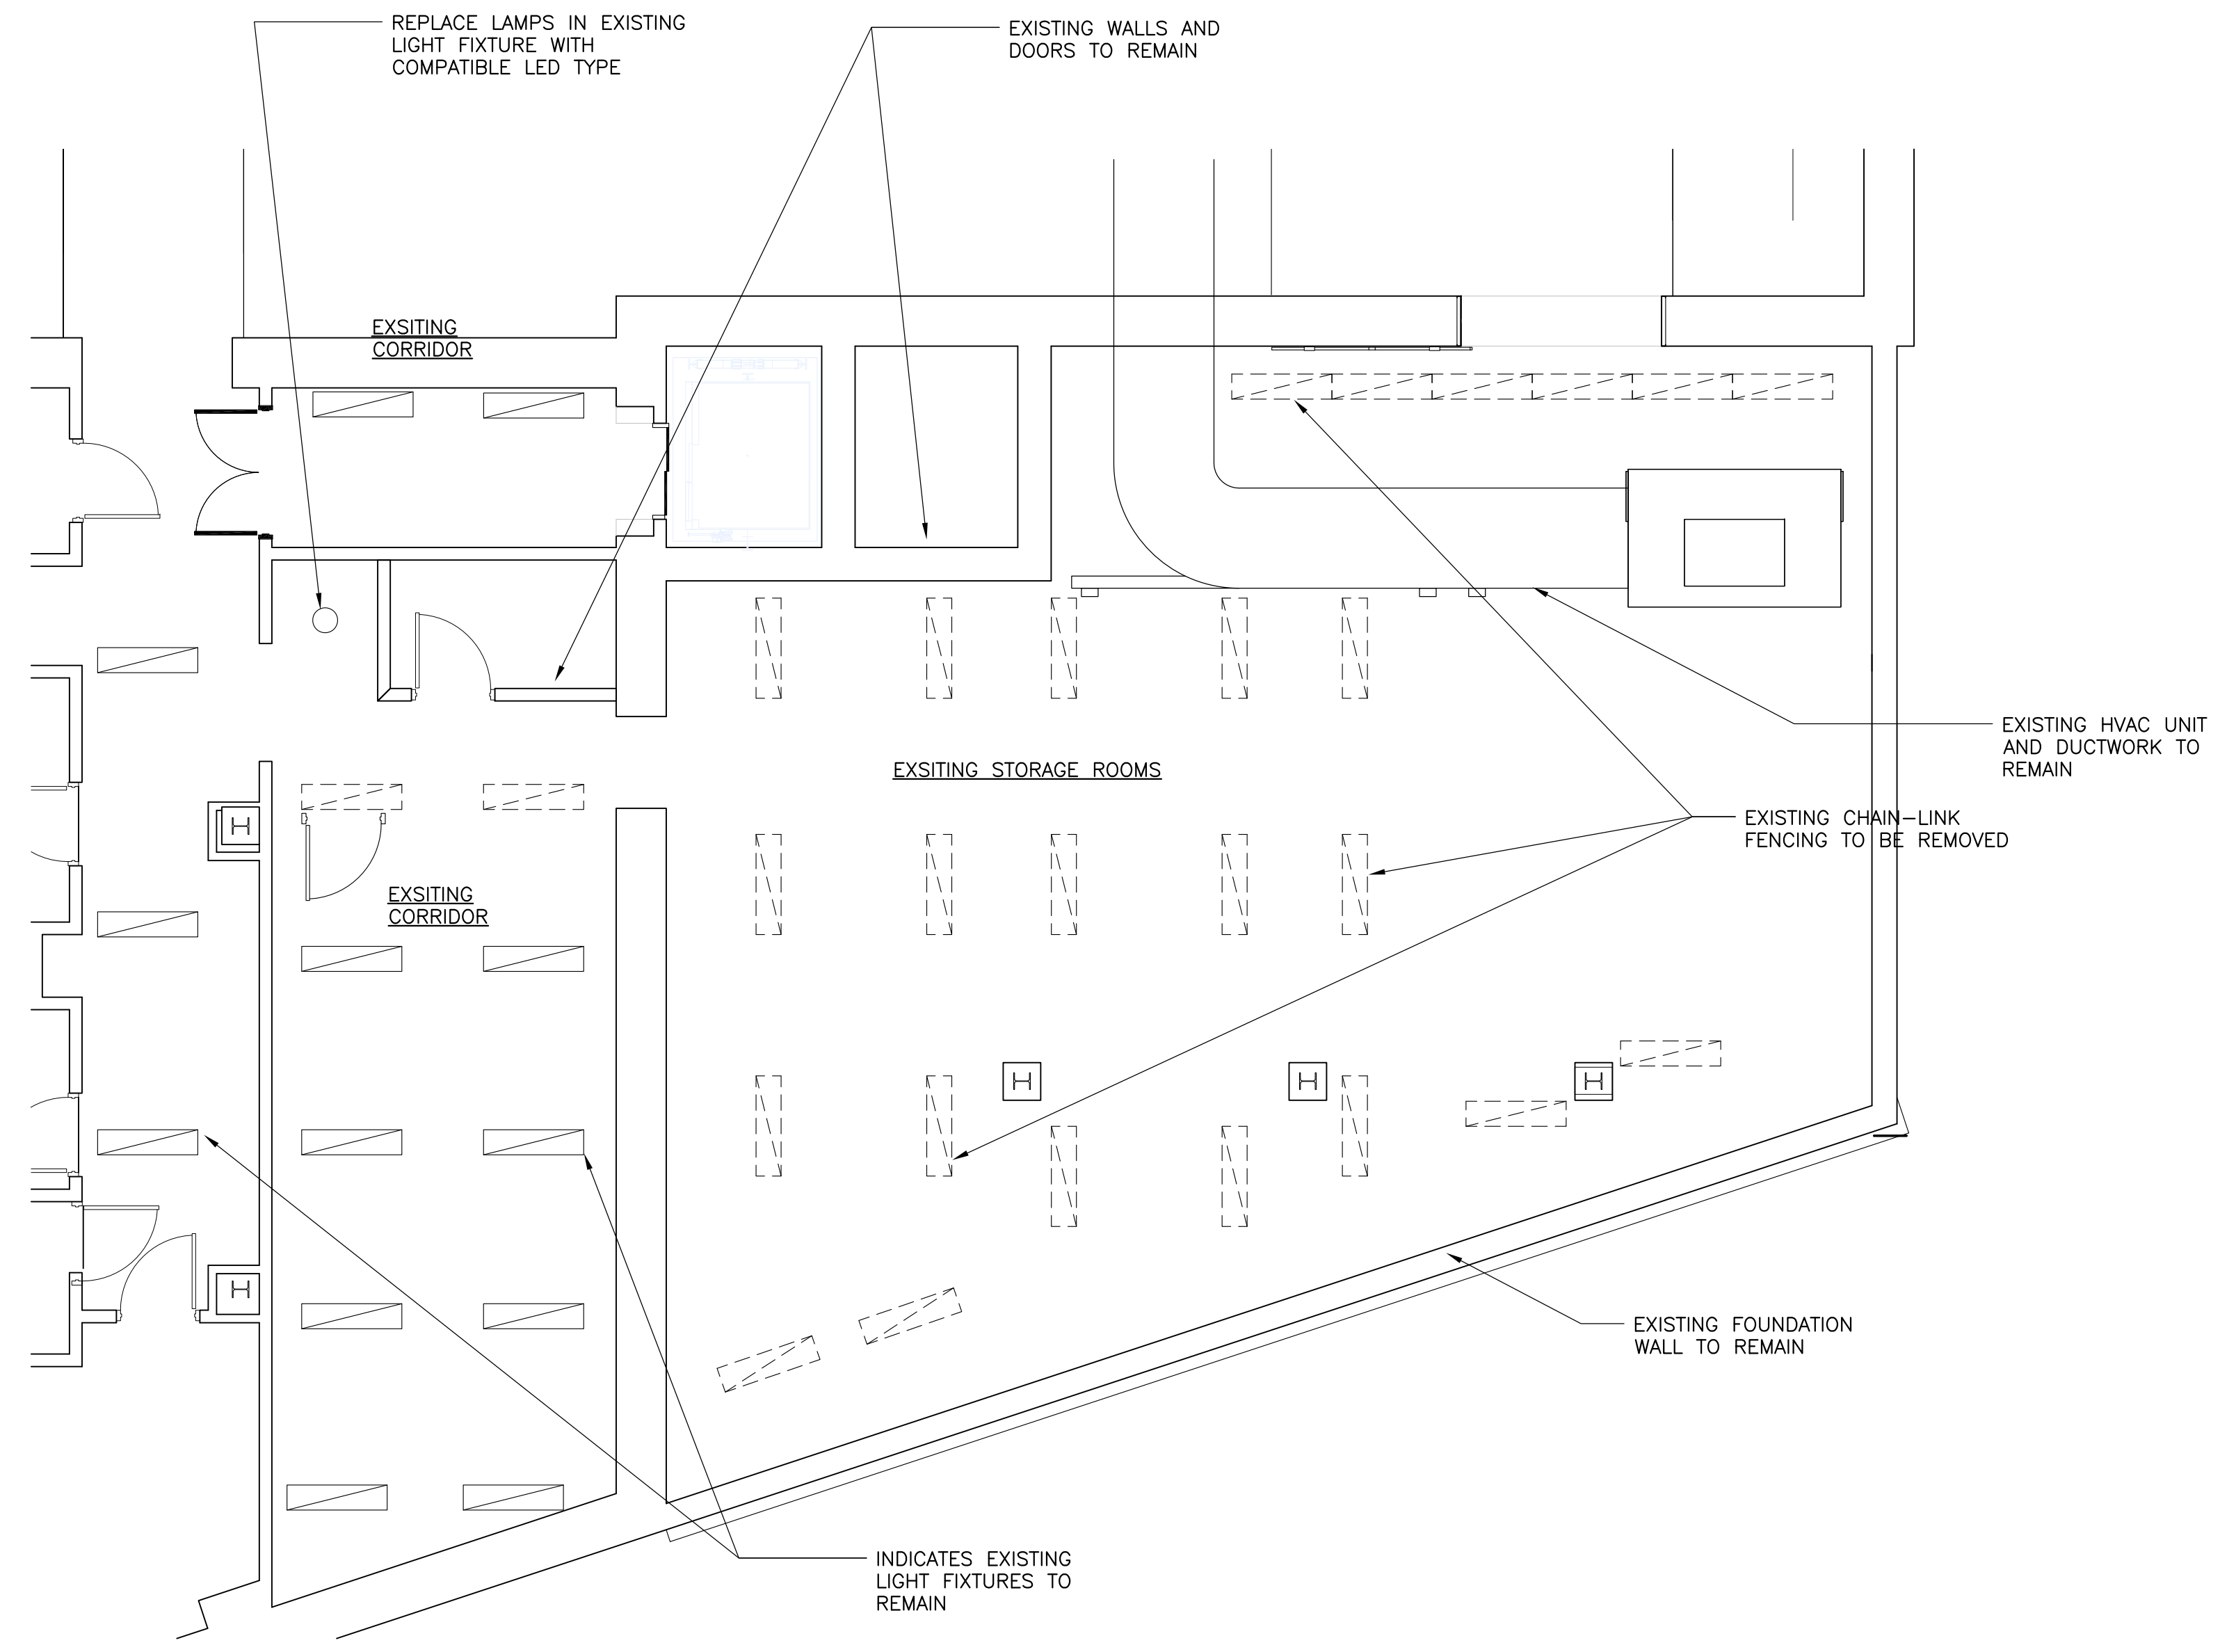 REPLACE LAMPS IN EXISTING
LIGHT FIXTURE WITH
COMPATIBLE LED TYPE
EXISTING WALLS AND
DOORS TO REMAIN
EXSITING
CORRIDOR
EXISTING HVAC UNIT
AND DUCTWORK TO
REMAIN
EXSITING STORAGE ROOMS
EXISTING CHAIN-LINK
FENCING TO BE REMOVED
EXSITING
CORRIDOR
EXISTING FOUNDATION
WALL TO REMAIN
INDICATES EXISTING
LIGHT FIXTURES TO
REMAIN